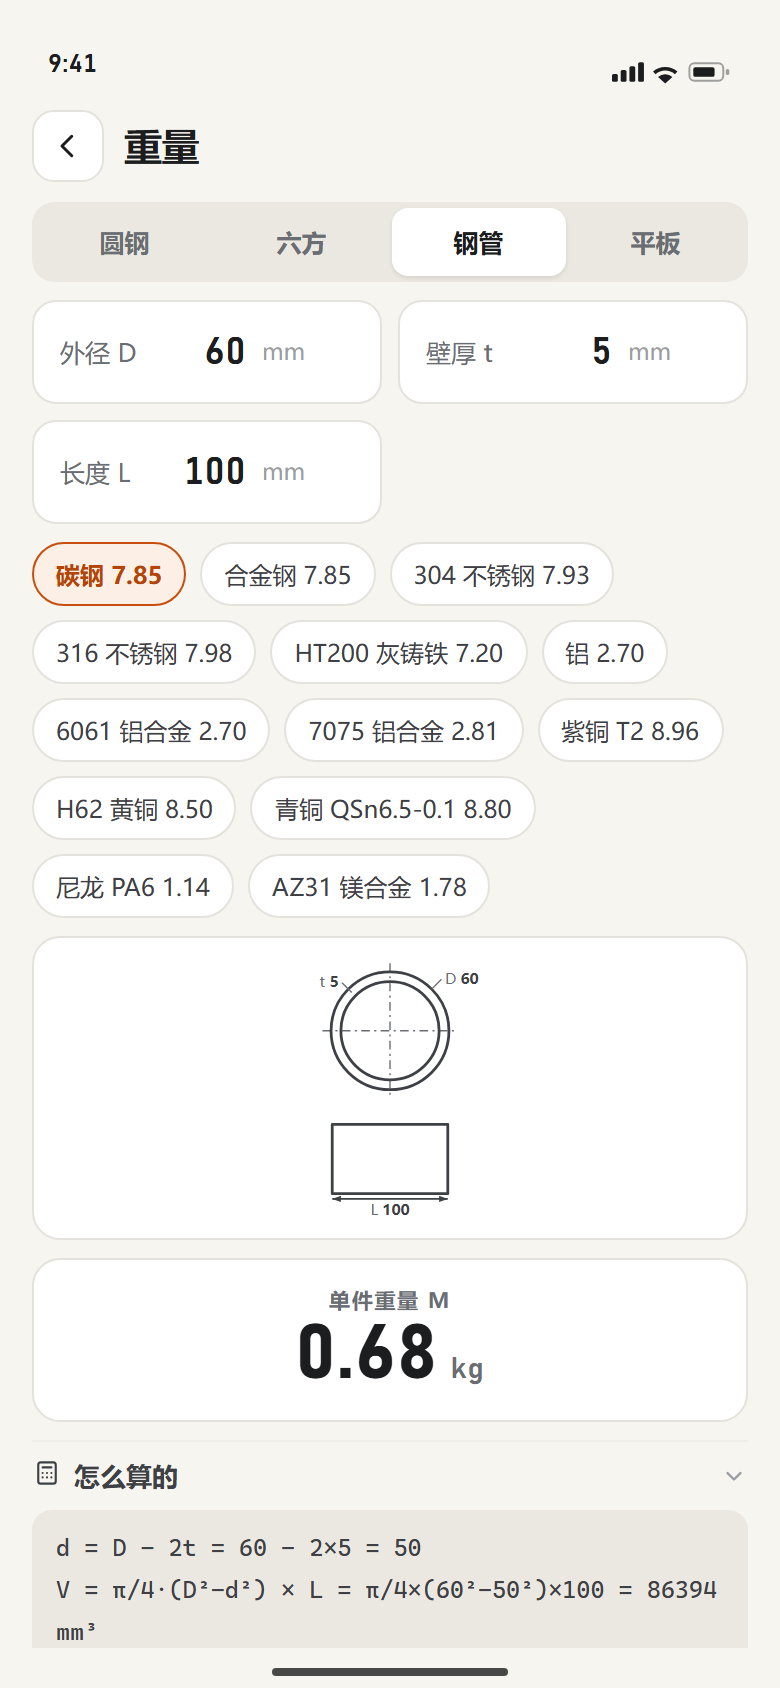 9:41
重量
圆钢 六方 钢管 平板
外径 D 60 mm 壁厚 t 5 mm
长度 L 100 mm
碳钢 7.85 合金钢 7.85 304 不锈钢 7.93
316 不锈钢 7.98 HT200 灰铸铁 7.20 铝 2.70
6061 铝合金 2.70 7075 铝合金 2.81 紫铜 T2 8.96
H62 黄铜 8.50 青铜 QSn6.5-0.1 8.80
尼龙 PA6 1.14 AZ31 镁合金 1.78
t 5 D 60
L 100
单件重量 M
0.68 kg
怎么算的
d = D − 2t = 60 − 2×5 = 50
V = π/4·(D²−d²) × L = π/4×(60²−50²)×100 = 86394
mm³